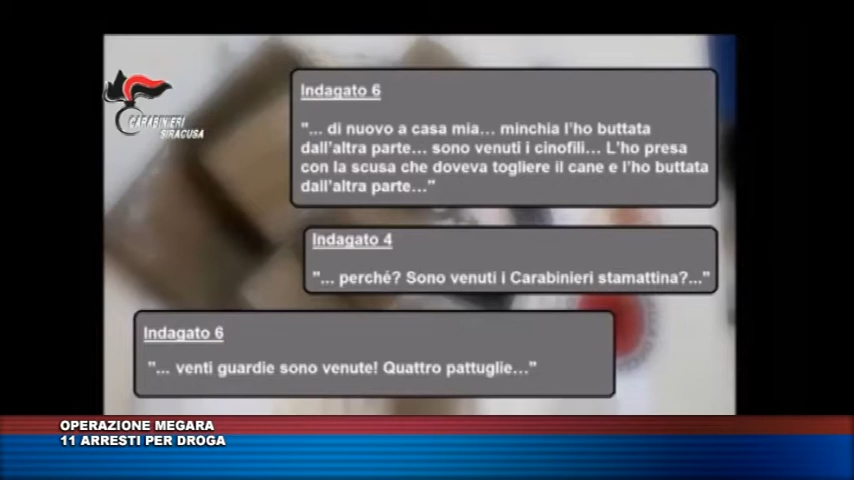 CARABINIERI
SIRACUSA
Indagato 6
"... di nuovo a casa mia... minchia l'ho buttata
dall'altra parte... sono venuti i cinofili... L'ho presa
con la scusa che doveva togliere il cane e l'ho buttata
dall'altra parte..."
Indagato 4
"... perché? Sono venuti i Carabinieri stamattina?..."
Indagato 6
"... venti guardie sono venute! Quattro pattuglie..."
OPERAZIONE MEGARA
11 ARRESTI PER DROGA